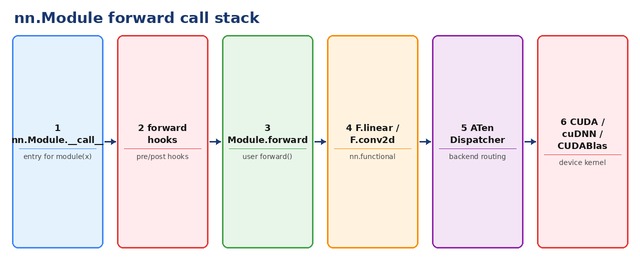 nn.Module forward call stack
1
nn.Module.__call__
entry for module(x)
2 forward
hooks
pre/post hooks
3
Module.forward
user forward()
4 F.linear /
F.conv2d
nn.functional
5 ATen
Dispatcher
backend routing
6 CUDA /
cuDNN /
CUDABlas
device kernel